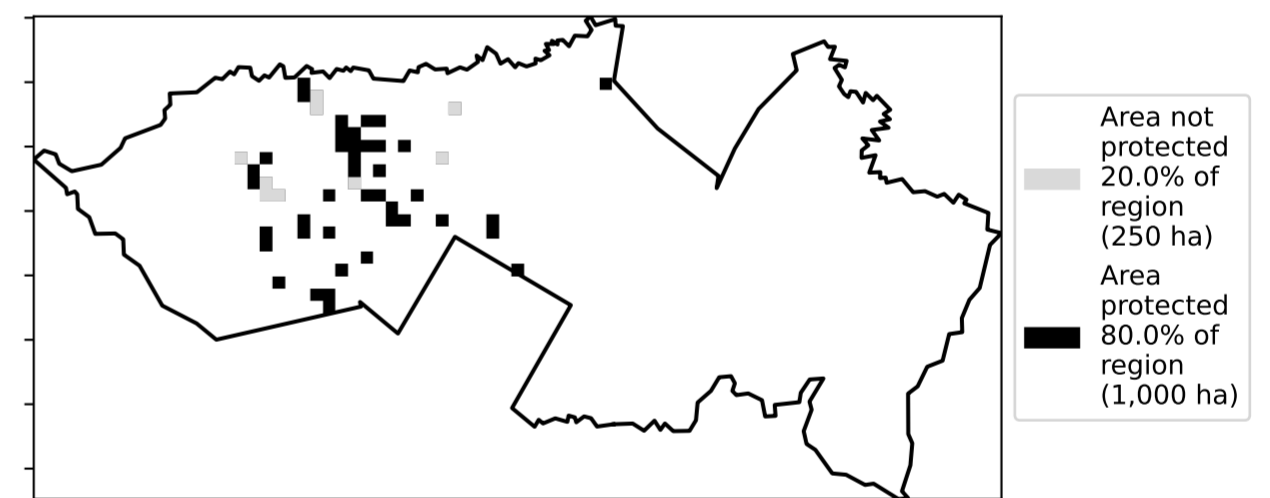 Area not
protected
20.0% of
region
(250 ha)
Area
protected
80.0% of
region
(1,000 ha)